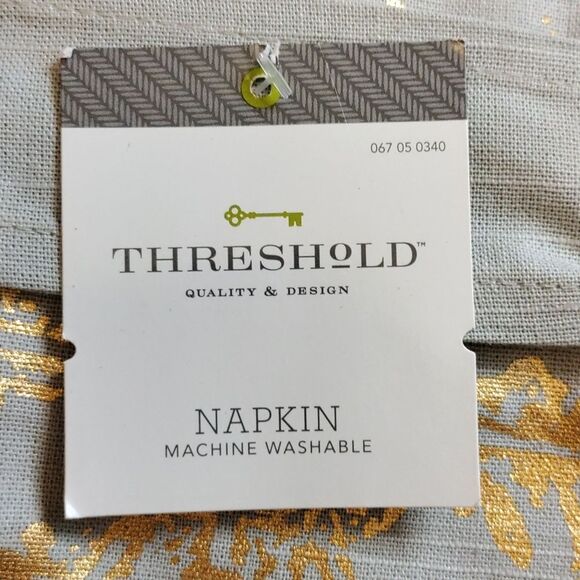 067 05 0340
THRESHOLD™
QUALITY & DESIGN
NAPKIN
MACHINE WASHABLE